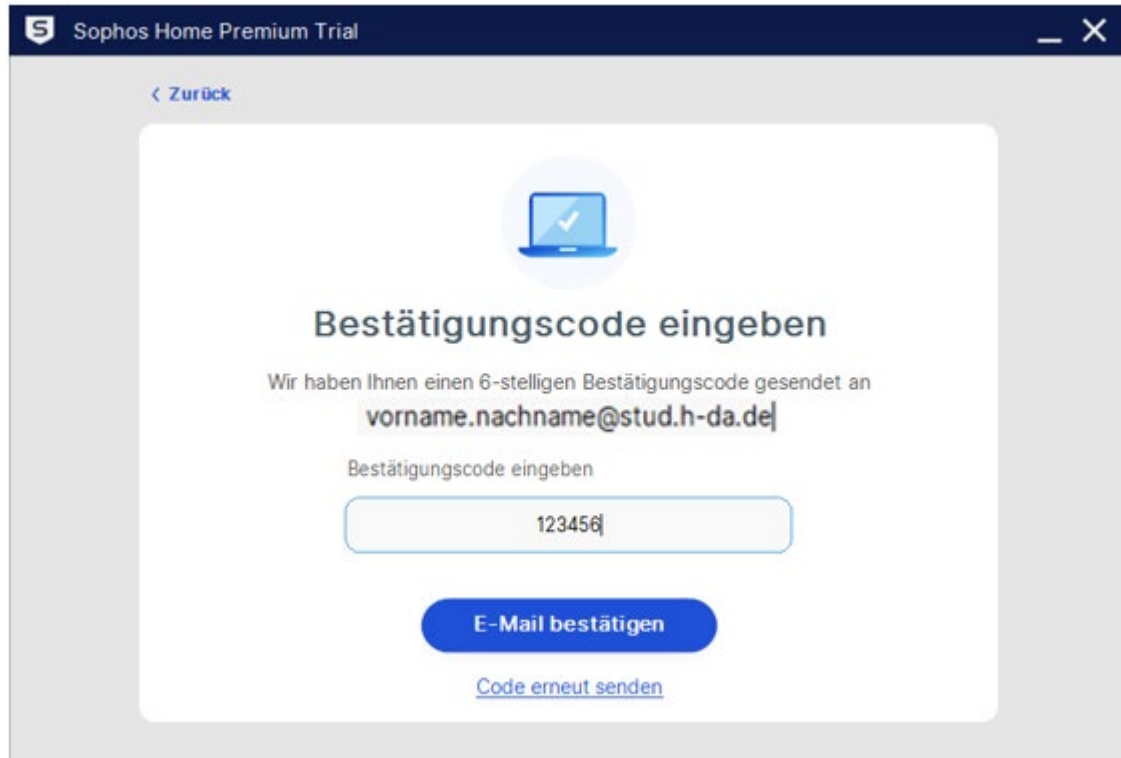 Sophos Home Premium Trial
Zurück
Bestätigungscode eingeben
Wir haben Ihnen einen 6-stelligen Bestätigungscode gesendet an
vorname.nachname@stud.h-da.de
Bestätigungscode eingeben
123456
E-Mail bestätigen
Code erneut senden